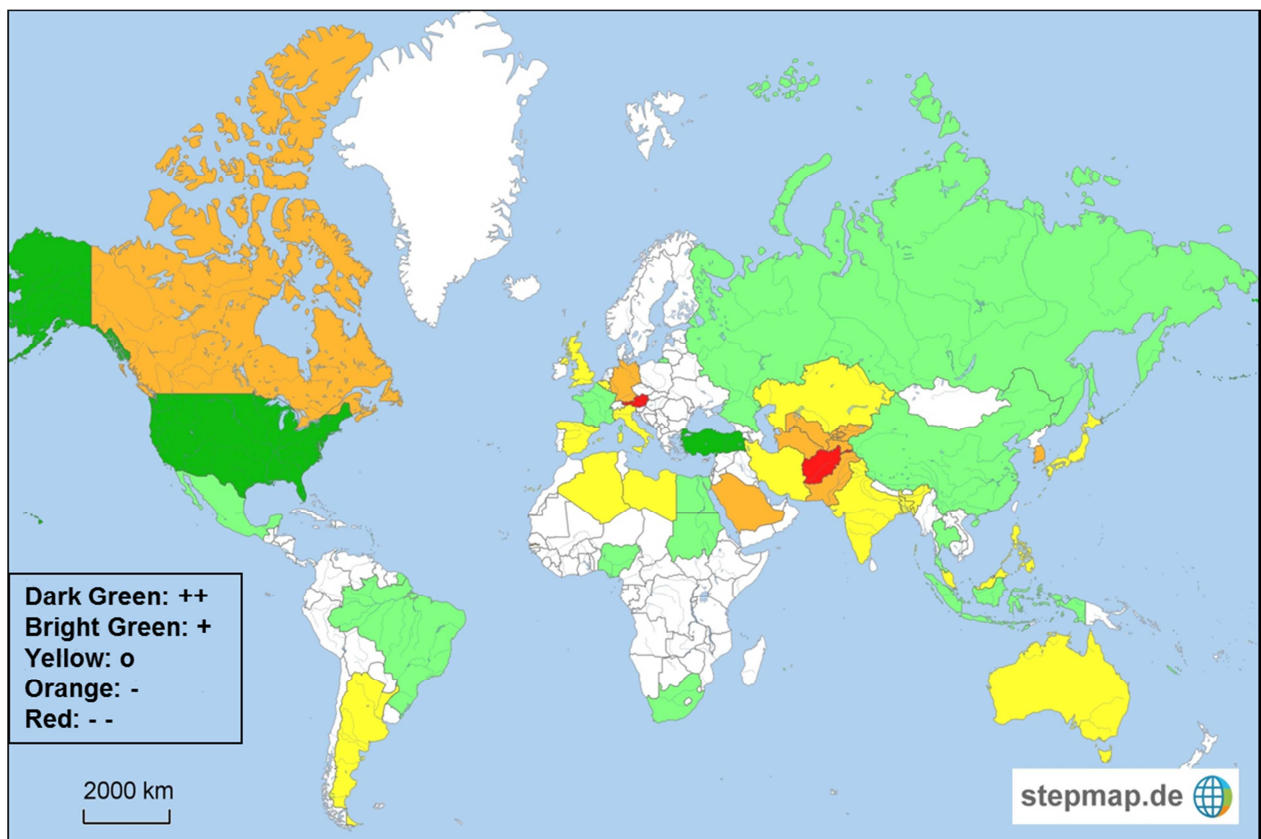 Dark Green: ++
Bright Green: +
Yellow: o
Orange: -
Red: - -
2000 km
stepmap.de